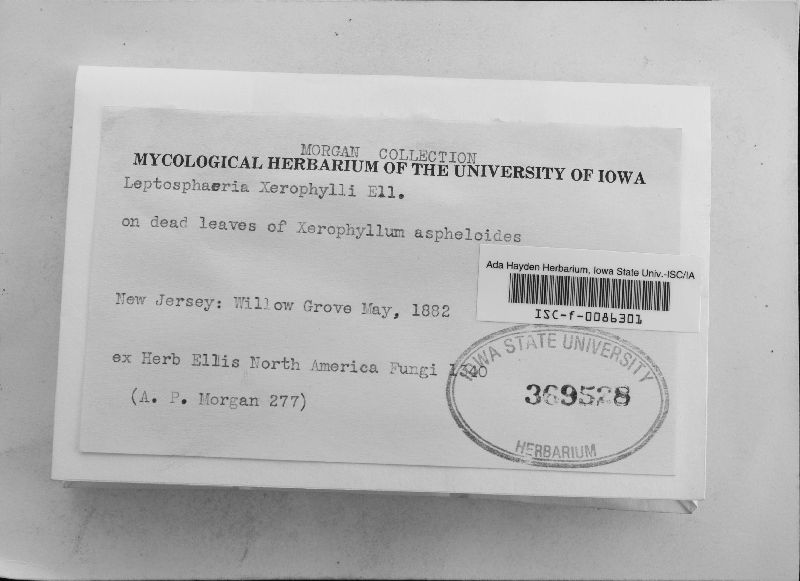 MORGAN COLLECTION
MYCOLOGICAL HERBARIUM OF THE UNIVERSITY OF IOWA
Leptosphaeria Xerophylli Ell.
on dead leaves of Xerophyllum aspheloides
Ada Hayden Herbarium, Iowa State Univ.-ISC/IA
ISC-f-0086301
New Jersey: Willow Grove May, 1882
ex Herb Ellis North America Fungi 1340
(A. P. Morgan 277)
IOWA STATE UNIVERSITY
369528
HERBARIUM